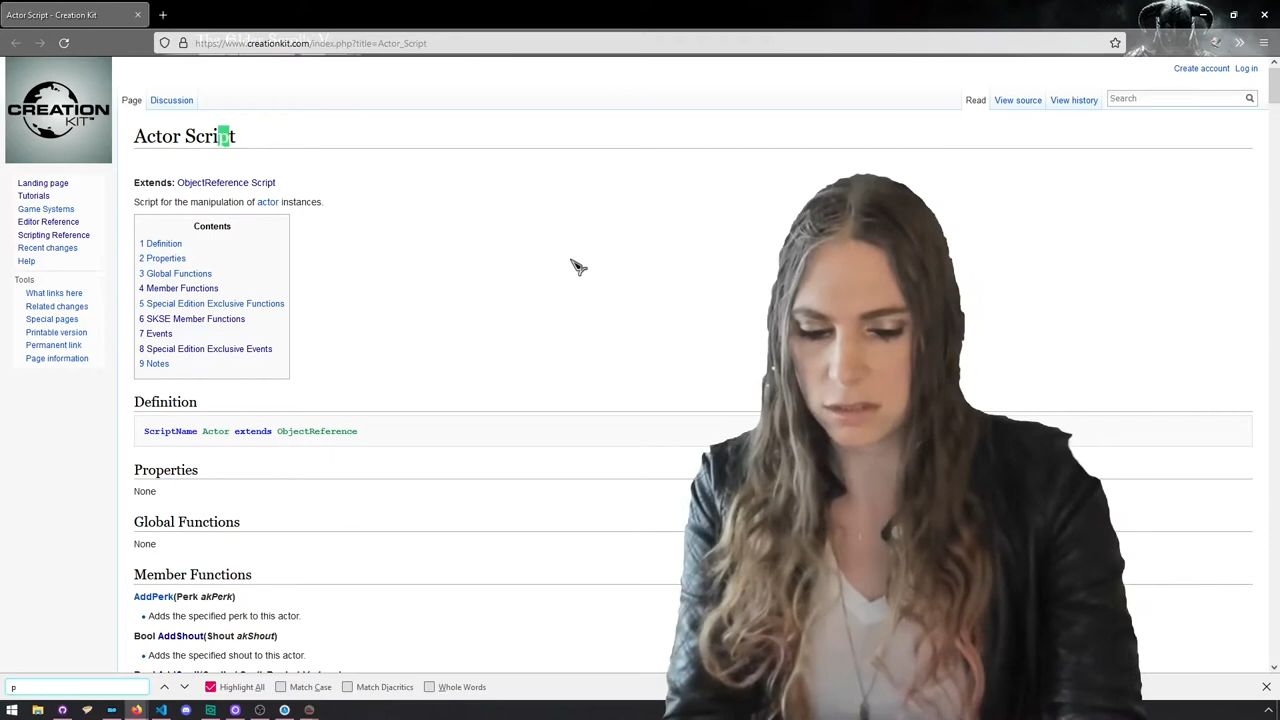 Actor Script - Creation Kit
The Elder Scrolls V
https://www.creationkit.com/index.php?title=Actor_Script
Create account Log in
CREATION
KIT™
Page Discussion Read View source View history Search
Actor Script
Landing page
Tutorials
Game Systems
Editor Reference
Scripting Reference
Recent changes
Help
Tools
What links here
Related changes
Special pages
Printable version
Permanent link
Page information
Extends: ObjectReference Script
Script for the manipulation of actor instances.
Contents
1 Definition
2 Properties
3 Global Functions
4 Member Functions
5 Special Edition Exclusive Functions
6 SKSE Member Functions
7 Events
8 Special Edition Exclusive Events
9 Notes
Definition
ScriptName Actor extends ObjectReference
Properties
None
Global Functions
None
Member Functions
AddPerk(Perk akPerk)
Adds the specified perk to this actor.
Bool AddShout(Shout akShout)
Adds the specified shout to this actor.
p Highlight All Match Case Match Diacritics Whole Words